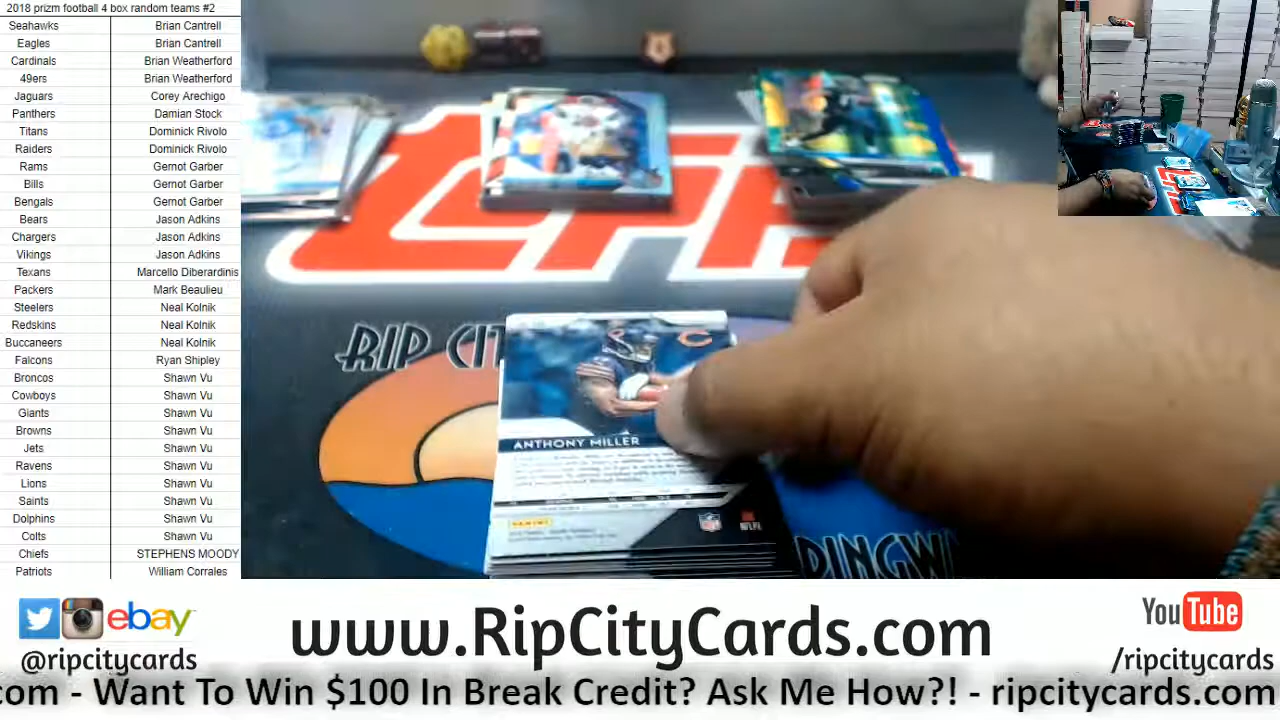 2018 prizm football 4 box random teams #2
Seahawks Brian Cantrell
Eagles Brian Cantrell
Cardinals Brian Weatherford
49ers Brian Weatherford
Jaguars Corey Arechigo
Panthers Damian Stock
Titans Dominick Rivolo
Raiders Dominick Rivolo
Rams Gernot Garber
Bills Gernot Garber
Bengals Gernot Garber
Bears Jason Adkins
Chargers Jason Adkins
Vikings Jason Adkins
Texans Marcello Diberardinis
Packers Mark Beaulieu
Steelers Neal Kolnik
Redskins Neal Kolnik
Buccaneers Neal Kolnik
Falcons Ryan Shipley
Broncos Shawn Vu
Cowboys Shawn Vu
Giants Shawn Vu
Browns Shawn Vu
Jets Shawn Vu
Ravens Shawn Vu
Lions Shawn Vu
Saints Shawn Vu
Dolphins Shawn Vu
Colts Shawn Vu
Chiefs STEPHENS MOODY
Patriots William Corrales
RIP CIT
ANTHONY MILLER
PANINI
NFL
NFLPA
ebay
@ripcitycards
www.RipCityCards.com
YouTube
/ripcitycards
com - Want To Win $100 In Break Credit? Ask Me How?! - ripcitycards.com